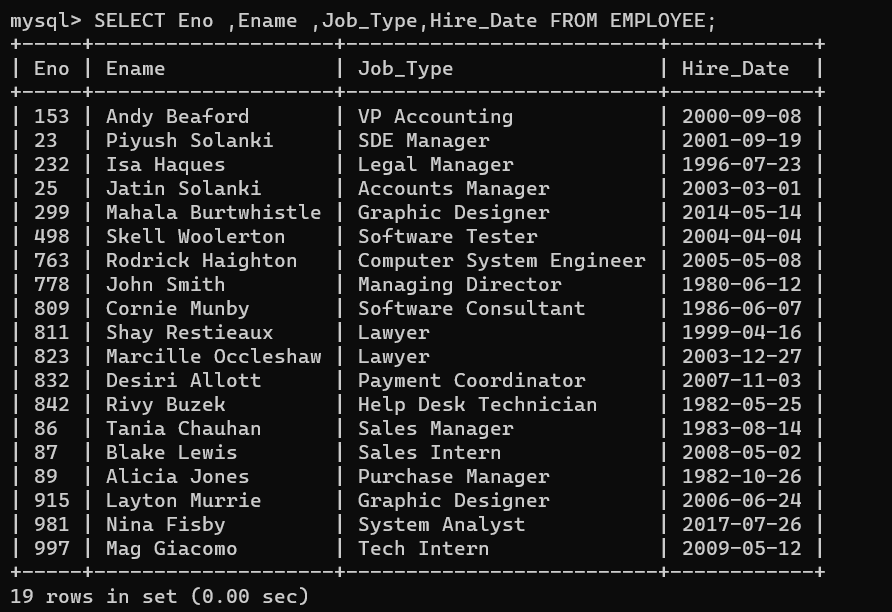 mysql> SELECT Eno ,Ename ,Job_Type,Hire_Date FROM EMPLOYEE;
+-----+--------------------+---------------------------+------------+
| Eno | Ename              | Job_Type                  | Hire_Date  |
+-----+--------------------+---------------------------+------------+
| 153 | Andy Beaford       | VP Accounting             | 2000-09-08 |
| 23  | Piyush Solanki     | SDE Manager               | 2001-09-19 |
| 232 | Isa Haques         | Legal Manager             | 1996-07-23 |
| 25  | Jatin Solanki      | Accounts Manager          | 2003-03-01 |
| 299 | Mahala Burtwhistle | Graphic Designer          | 2014-05-14 |
| 498 | Skell Woolerton    | Software Tester           | 2004-04-04 |
| 763 | Rodrick Haighton   | Computer System Engineer  | 2005-05-08 |
| 778 | John Smith         | Managing Director         | 1980-06-12 |
| 809 | Cornie Munby       | Software Consultant       | 1986-06-07 |
| 811 | Shay Restieaux     | Lawyer                    | 1999-04-16 |
| 823 | Marcille Occleshaw | Lawyer                    | 2003-12-27 |
| 832 | Desiri Allott      | Payment Coordinator       | 2007-11-03 |
| 842 | Rivy Buzek         | Help Desk Technician      | 1982-05-25 |
| 86  | Tania Chauhan      | Sales Manager             | 1983-08-14 |
| 87  | Blake Lewis        | Sales Intern              | 2008-05-02 |
| 89  | Alicia Jones       | Purchase Manager          | 1982-10-26 |
| 915 | Layton Murrie      | Graphic Designer          | 2006-06-24 |
| 981 | Nina Fisby         | System Analyst            | 2017-07-26 |
| 997 | Mag Giacomo        | Tech Intern               | 2009-05-12 |
+-----+--------------------+---------------------------+------------+
19 rows in set (0.00 sec)